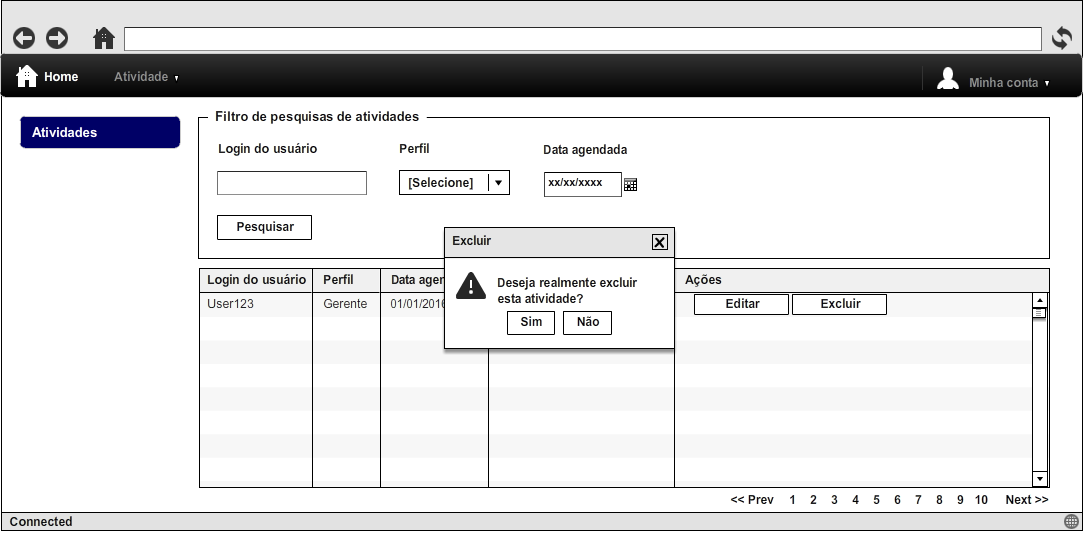 Home
Atividade
Minha conta
Atividades
Filtro de pesquisas de atividades
Login do usuário
Perfil
Data agendada
[Selecione]
xx/xx/xxxx
Pesquisar
Excluir
Deseja realmente excluir
esta atividade?
Sim
Não
Login do usuário
Perfil
Data agen
Ações
User123
Gerente
01/01/2016
Editar
Excluir
<< Prev 1 2 3 4 5 6 7 8 9 10 Next >>
Connected